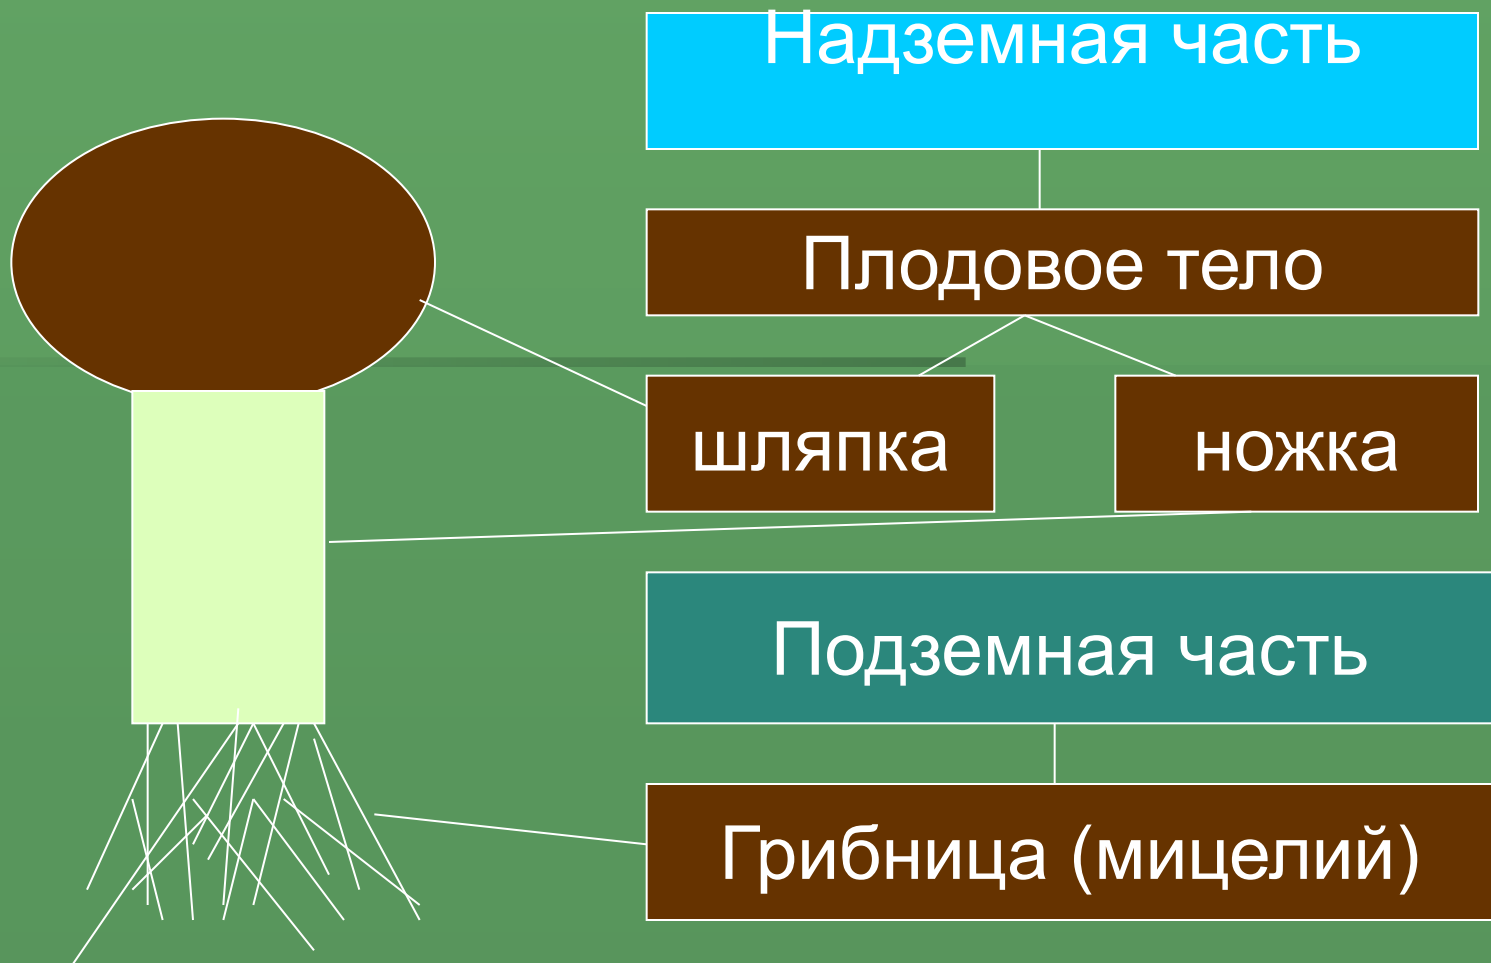 Надземная часть
Плодовое тело
шляпка
ножка
Подземная часть
Грибница (мицелий)